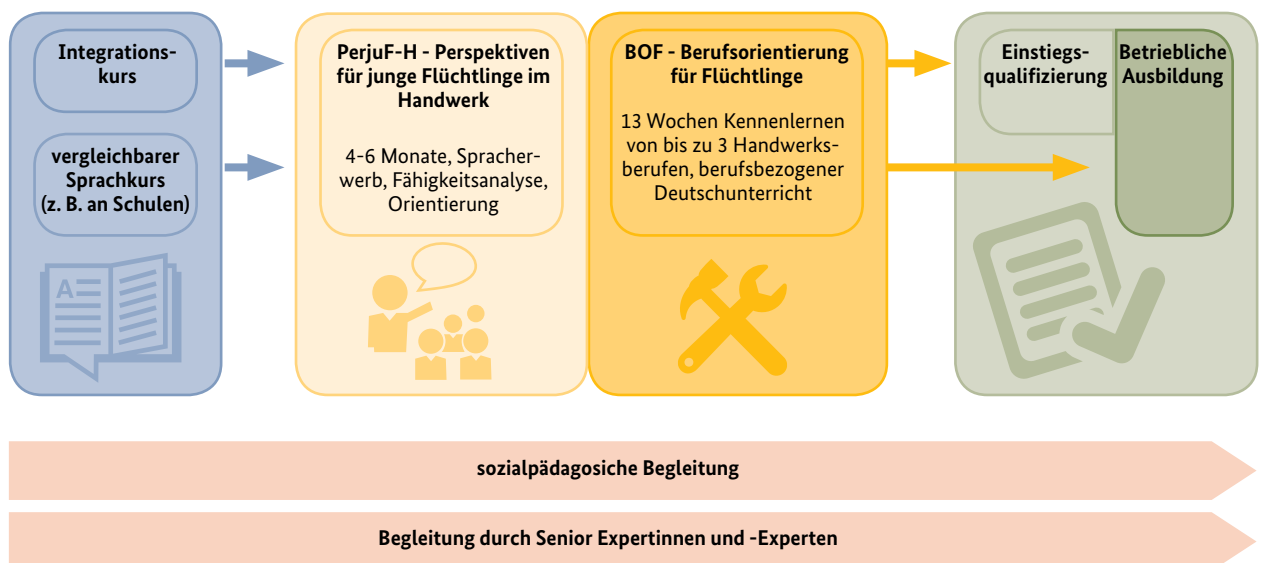 Integrations-
kurs
vergleichbarer
Sprachkurs
(z. B. an Schulen)
A
PerjuF-H - Perspektiven
für junge Flüchtlinge im
Handwerk
4-6 Monate, Spracher-
werb, Fähigkeitsanalyse,
Orientierung
BOF - Berufsorientierung
für Flüchtlinge
13 Wochen Kennenlernen
von bis zu 3 Handwerks-
berufen, berufsbezogener
Deutschunterricht
Einstiegs-
qualifizierung
Betriebliche
Ausbildung
sozialpädagosiche Begleitung
Begleitung durch Senior Expertinnen und -Experten